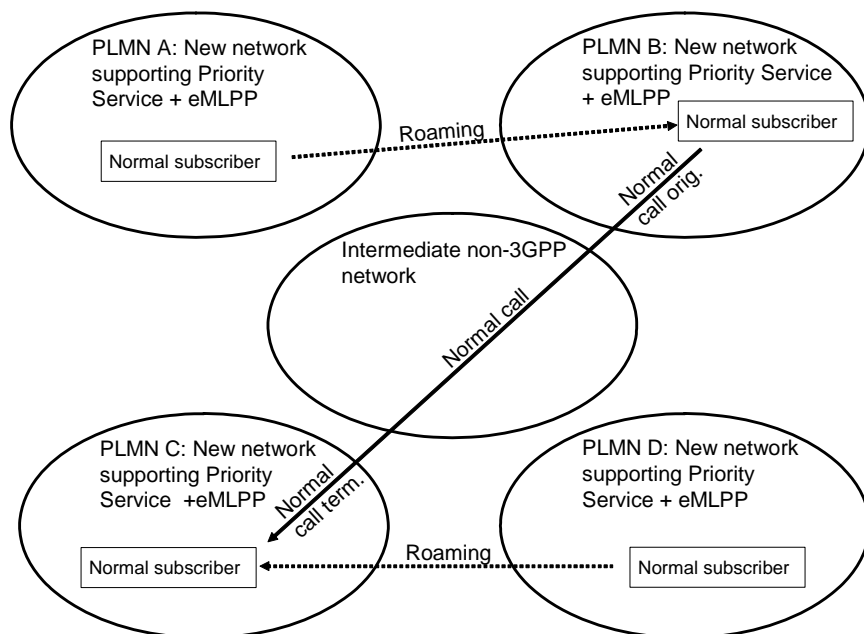 PLMN A: New network
supporting Priority
Service + eMLPP
Normal subscriber
Roaming
PLMN B: New network
supporting Priority Service
+ eMLPP
Normal subscriber
Normal
call orig.
Intermediate non-3GPP
network
Normal call
PLMN C: New network
supporting Priority
Service  +eMLPP
Normal
call term.
Normal subscriber
Roaming
PLMN D: New network
supporting Priority
Service + eMLPP
Normal subscriber